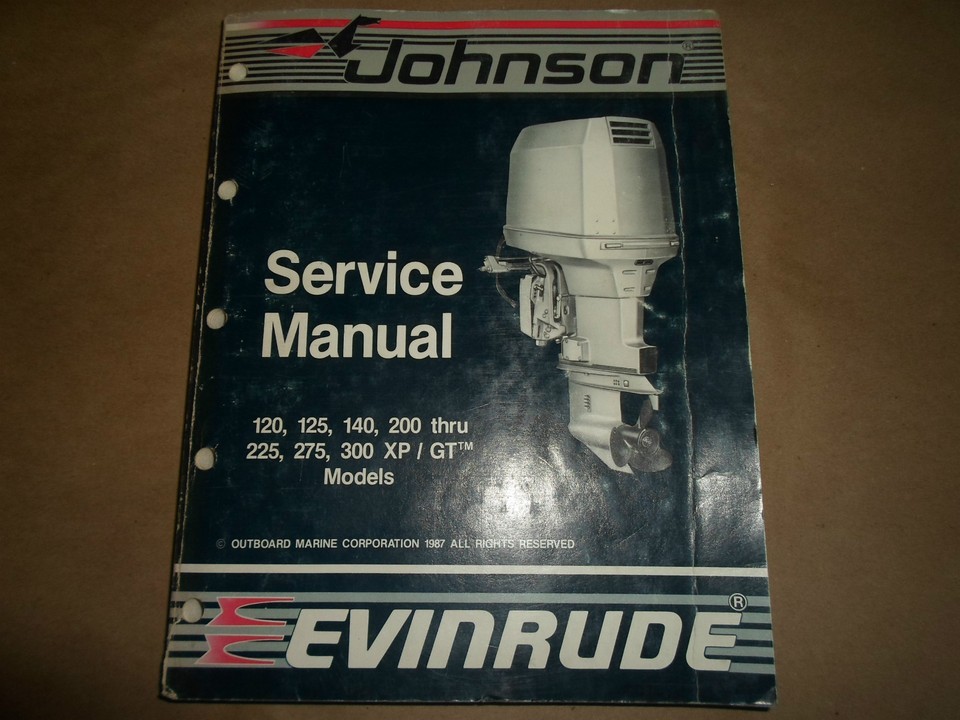 Johnson®
Service
Manual
120, 125, 140, 200 thru
225, 275, 300 XP / GT™
Models
© OUTBOARD MARINE CORPORATION 1987 ALL RIGHTS RESERVED
EVINRUDE®